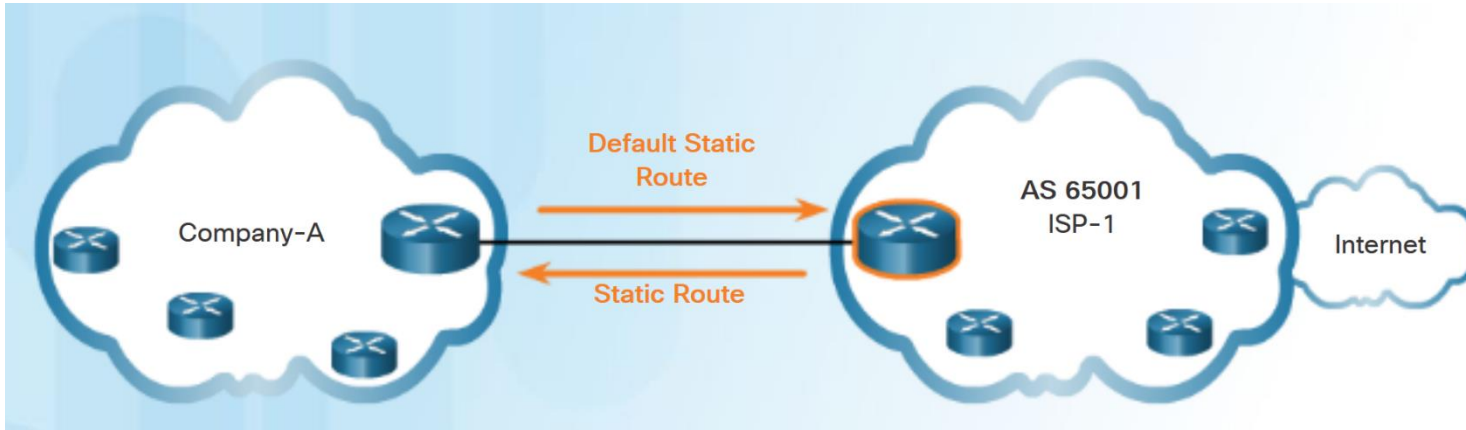 Company-A
Default Static
Route
Static Route
AS 65001
ISP-1
Internet